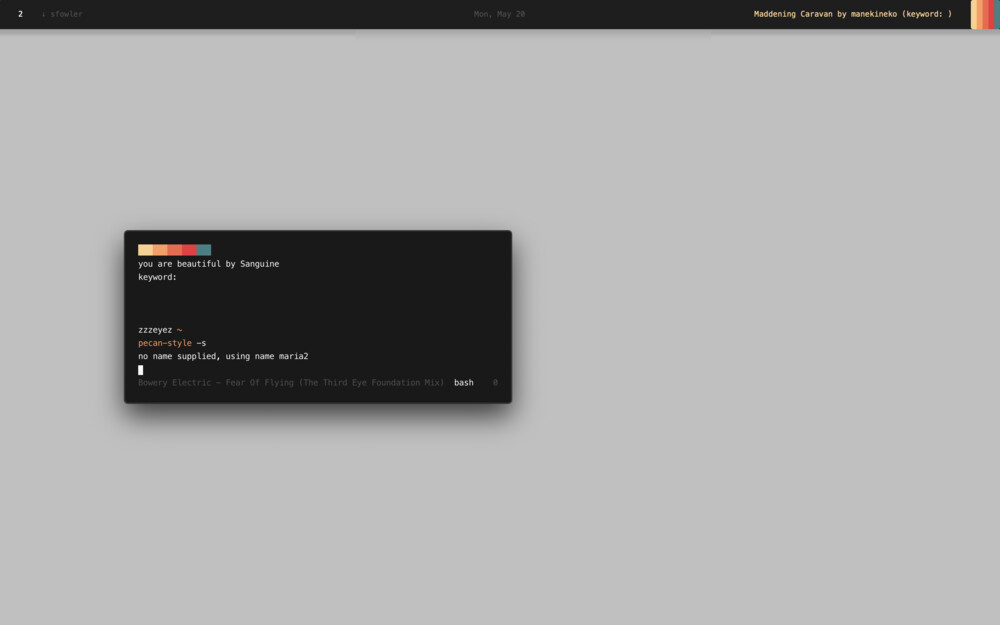 2 sfowler Mon, May 20 Maddening Caravan by manekineko (keyword: )
you are beautiful by Sanguine
keyword:
zzzeyez ~
pecan-style -s
no name supplied, using name maria2
Bowery Electric - Fear Of Flying (The Third Eye Foundation Mix) bash 0